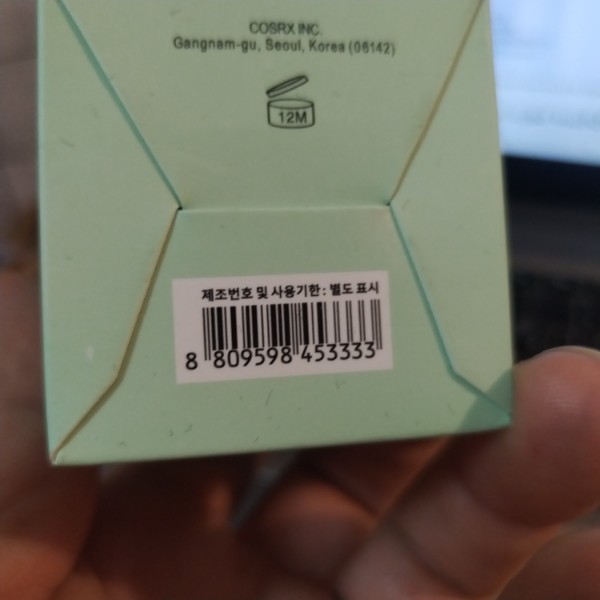 COSRX INC.
Gangnam-gu, Seoul, Korea (06142)
12M
제조번호 및 사용기한 : 별도 표시
8 809598 453333